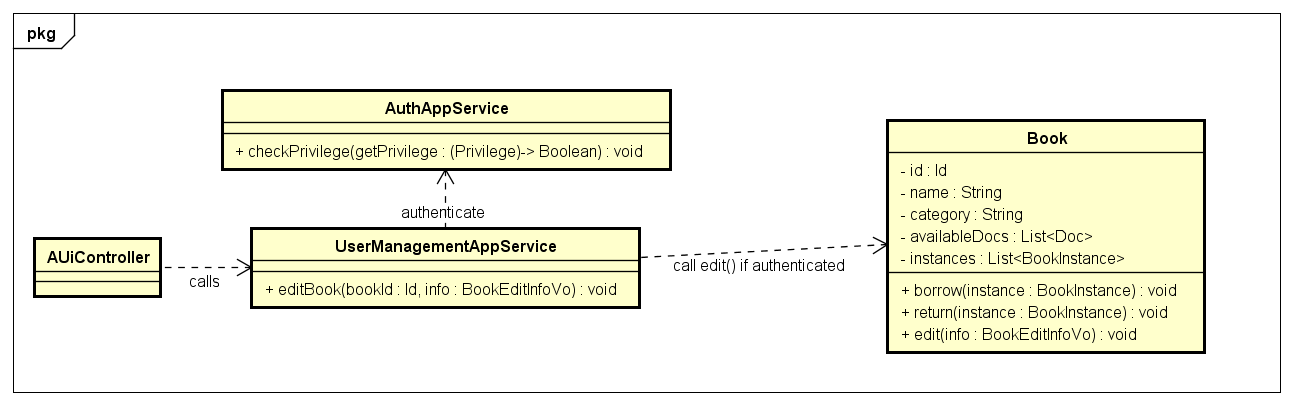 pkg
AuthAppService
+ checkPrivilege(getPrivilege : (Privilege)-> Boolean) : void
authenticate
AUiController
calls
UserManagementAppService
+ editBook(bookId : Id, info : BookEditInfoVo) : void
call edit() if authenticated
Book
- id : Id
- name : String
- category : String
- availableDocs : List<Doc>
- instances : List<BookInstance>
+ borrow(instance : BookInstance) : void
+ return(instance : BookInstance) : void
+ edit(info : BookEditInfoVo) : void